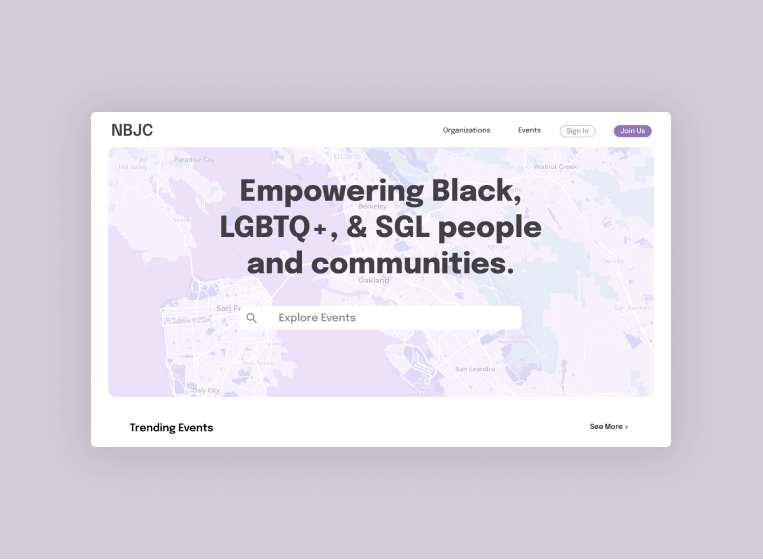 NBJC
Organizations
Events
Sign In
Join Us
Paradise Cay
El Cerrito
Mill Valley
Walnut Creek
Empowering Black,
Berkeley
LGBTQ+, & SGL people
Moraga
Danville
and communities.
Oakland
San Fr
San Ramon
Explore Events
San Leandro
Daly City
Trending Events
See More >